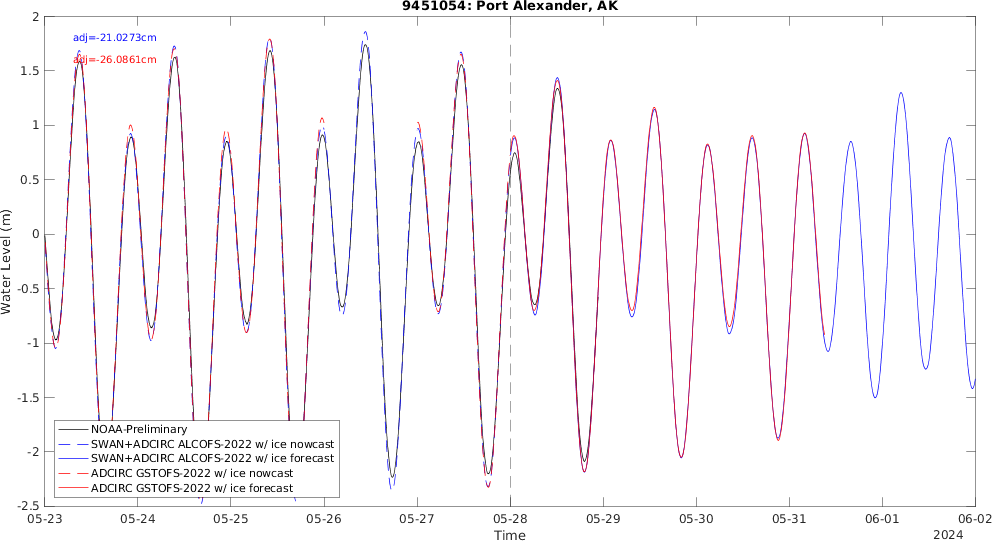 9451054: Port Alexander, AK
adj=-21.0273cm
adj=-26.0861cm
2
1.5
1
0.5
0
-0.5
-1
-1.5
-2
-2.5
Water Level (m)
NOAA-Preliminary
SWAN+ADCIRC ALCOFS-2022 w/ ice nowcast
SWAN+ADCIRC ALCOFS-2022 w/ ice forecast
ADCIRC GSTOFS-2022 w/ ice nowcast
ADCIRC GSTOFS-2022 w/ ice forecast
05-23 05-24 05-25 05-26 05-27 05-28 05-29 05-30 05-31 06-01 06-02
Time
2024